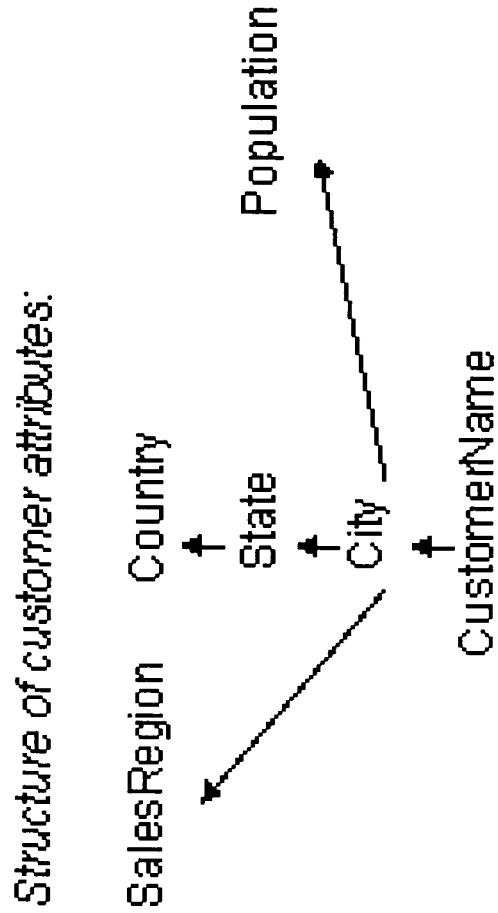 Structure of customer attributes:
SalesRegion Country
State Population
City
CustomerName